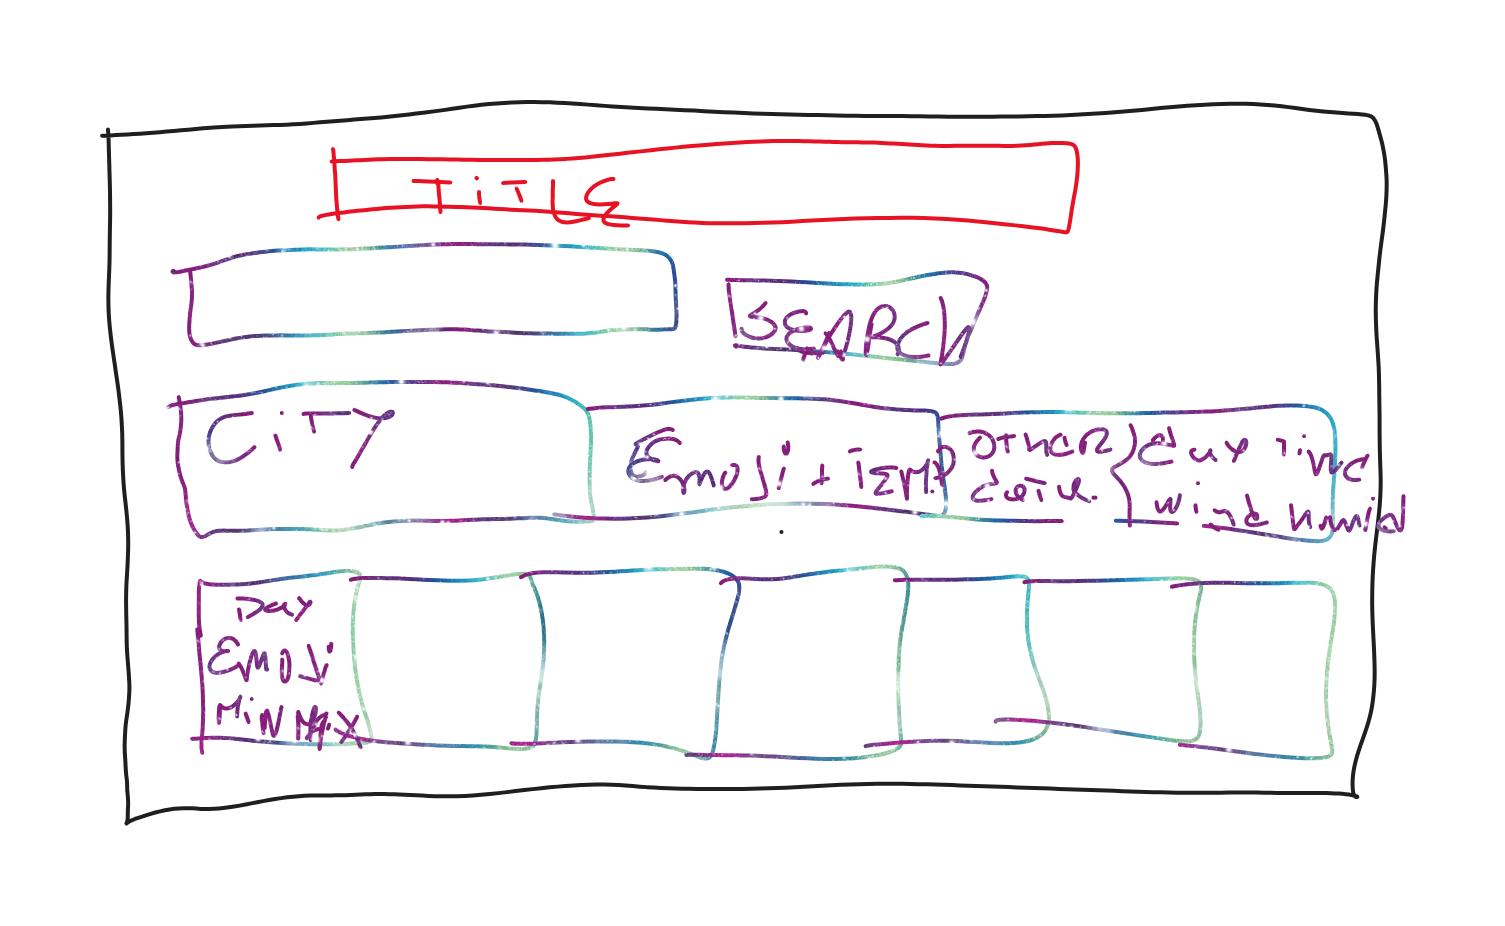 TiTLE
SEARCH
CiTY
Emoji + TEMP
OTHER data } day time
wind humid
Day
EMOJi
MiN MAX